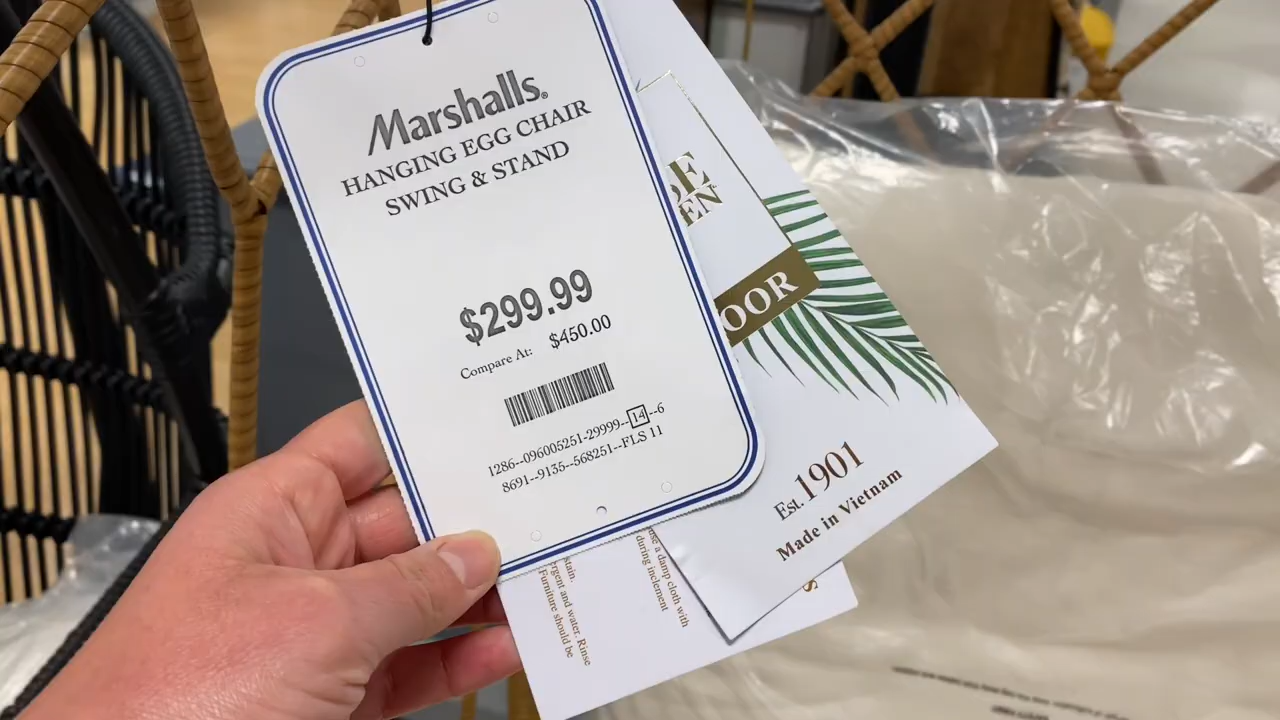 Marshalls®
HANGING EGG CHAIR
SWING & STAND
$299.99
Compare At: $450.00
1286--096005251-29999--14--6
8691--9135--568251--FLS 11
EN
OOR
Est. 1901
Made in Vietnam
use a damp cloth with
during inclement
and water. Rinse
Furniture should be